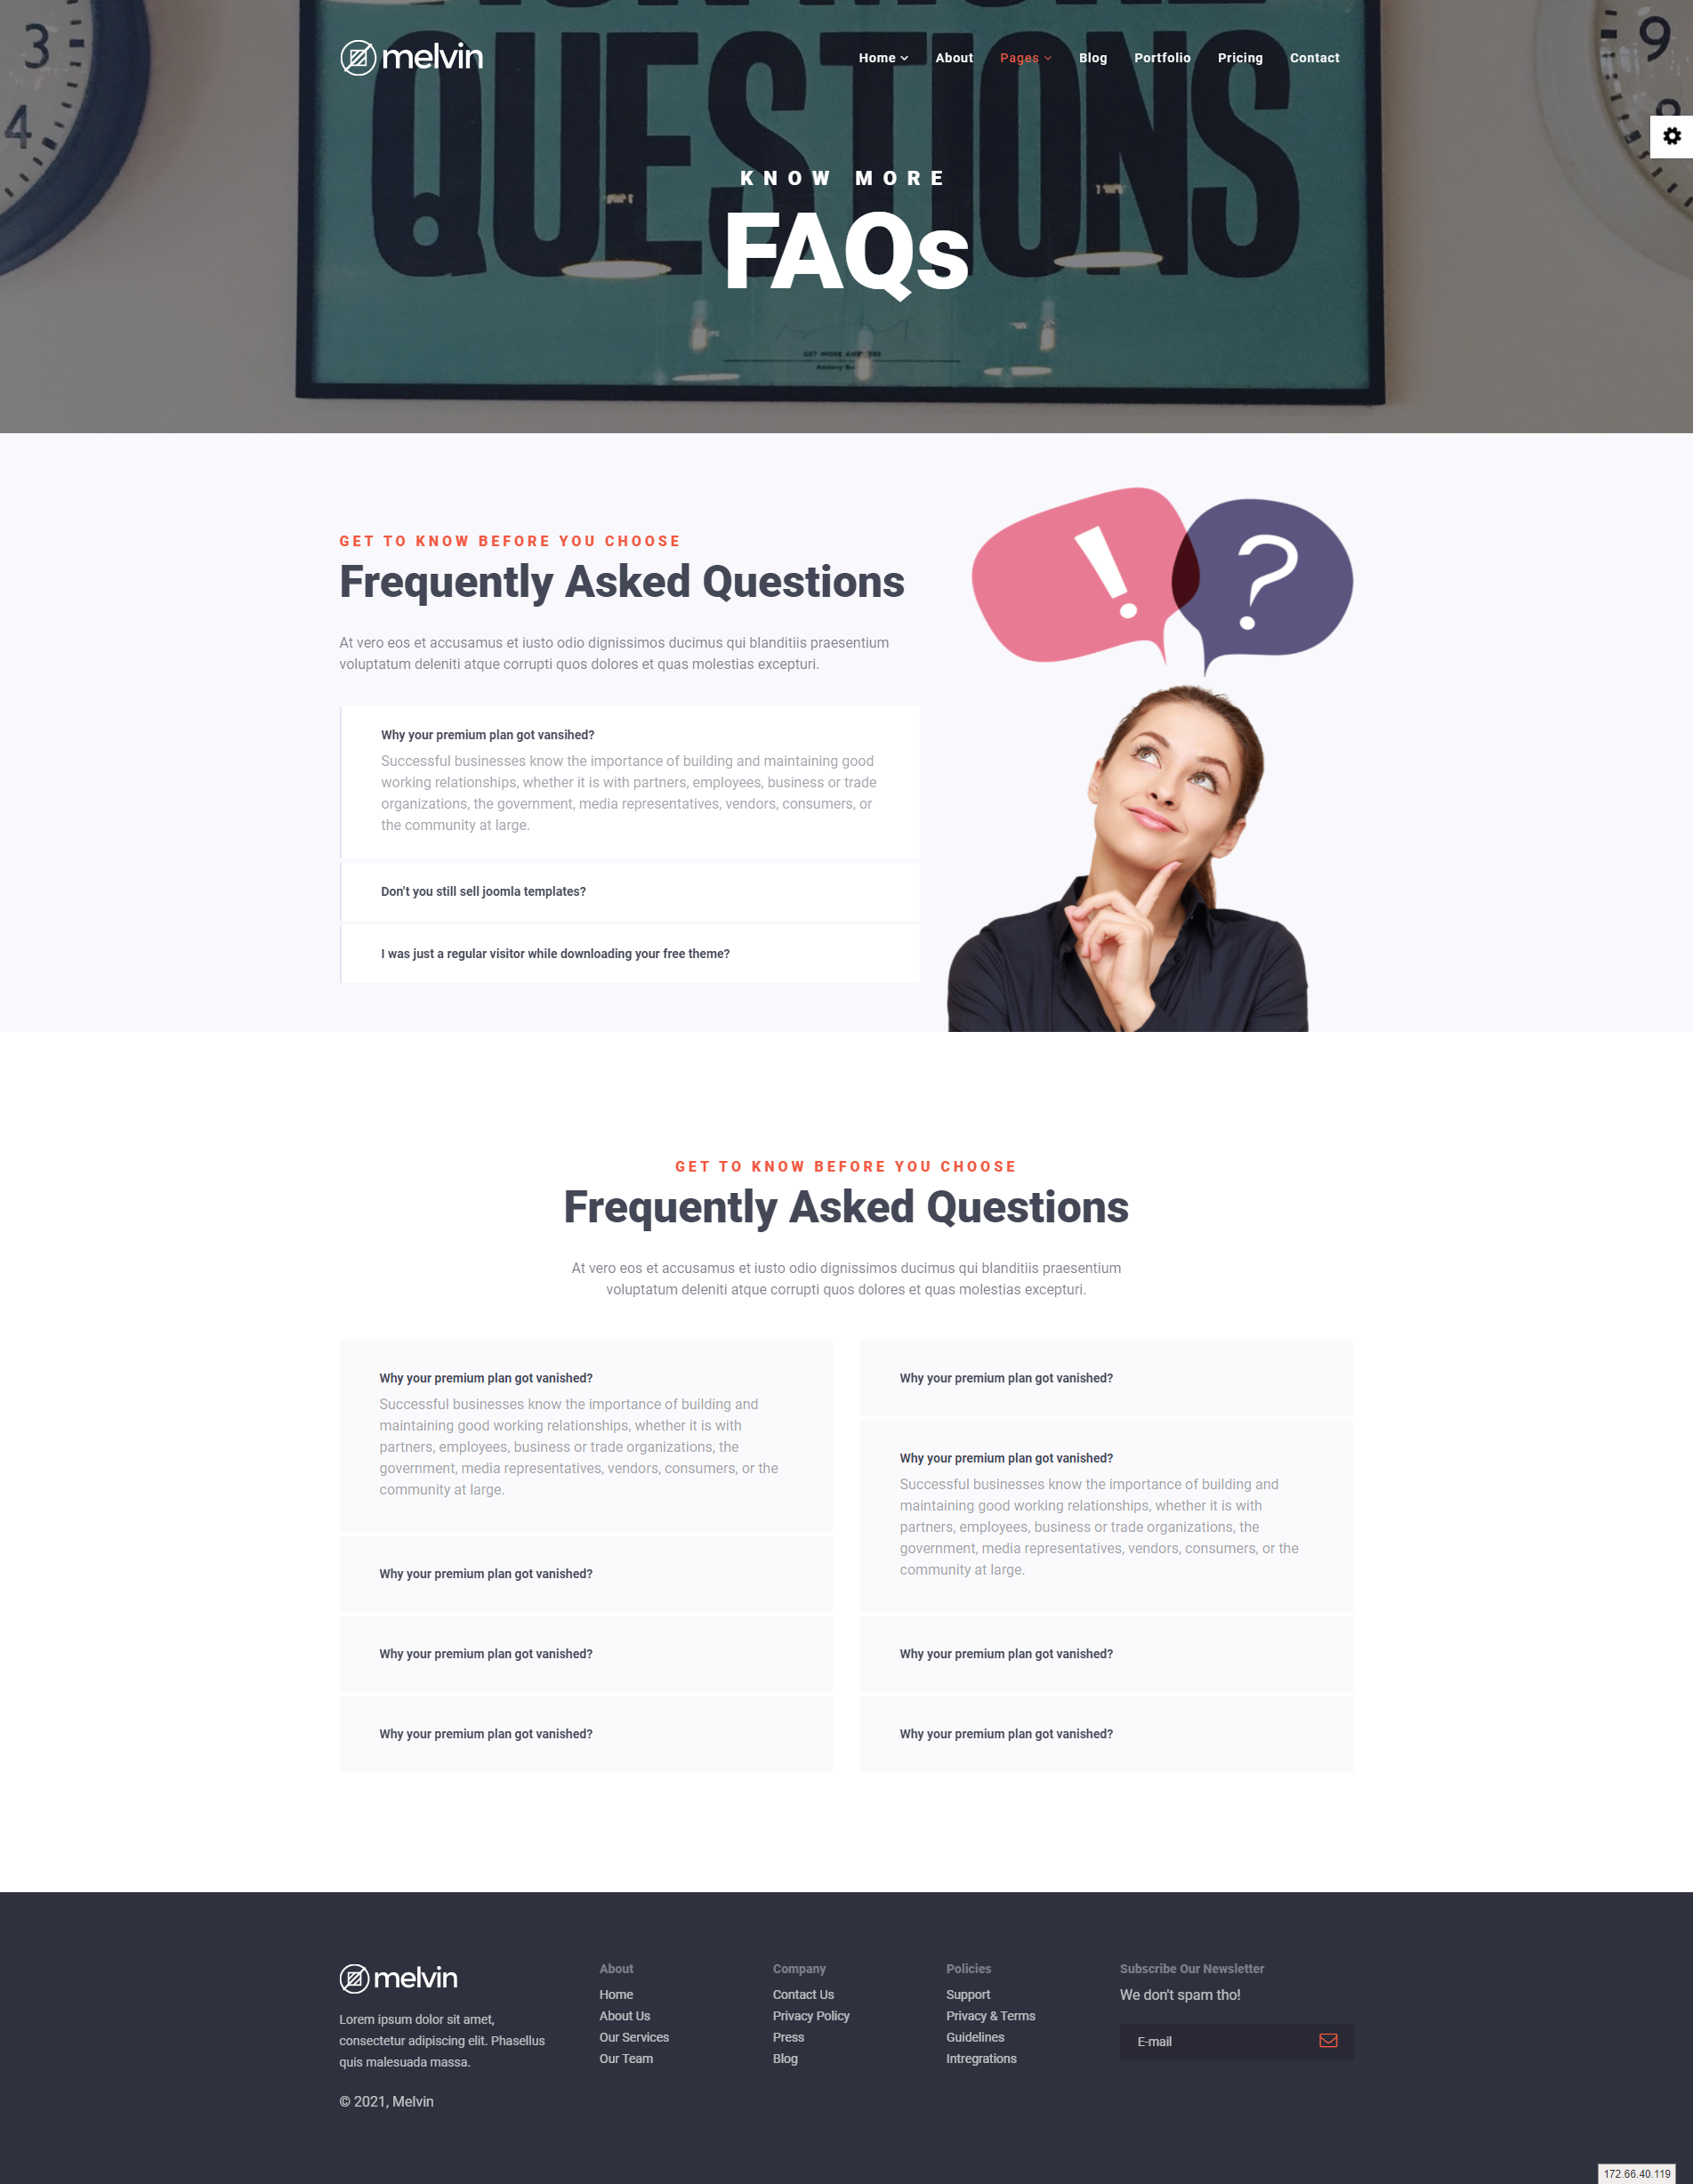 melvin
Home About Pages Blog Portfolio Pricing Contact
QUESTIONS
3
4
9
KNOW MORE
FAQs
GET TO KNOW BEFORE YOU CHOOSE
Frequently Asked Questions
At vero eos et accusamus et iusto odio dignissimos ducimus qui blanditiis praesentium
voluptatum deleniti atque corrupti quos dolores et quas molestias excepturi.
! ?
Why your premium plan got vansihed?
Successful businesses know the importance of building and maintaining good
working relationships, whether it is with partners, employees, business or trade
organizations, the government, media representatives, vendors, consumers, or
the community at large.
Don't you still sell joomla templates?
I was just a regular visitor while downloading your free theme?
GET TO KNOW BEFORE YOU CHOOSE
Frequently Asked Questions
At vero eos et accusamus et iusto odio dignissimos ducimus qui blanditiis praesentium
voluptatum deleniti atque corrupti quos dolores et quas molestias excepturi.
Why your premium plan got vanished?
Successful businesses know the importance of building and
maintaining good working relationships, whether it is with
partners, employees, business or trade organizations, the
government, media representatives, vendors, consumers, or the
community at large.
Why your premium plan got vanished?
Why your premium plan got vanished?
Why your premium plan got vanished?
Why your premium plan got vanished?
Why your premium plan got vanished?
Successful businesses know the importance of building and
maintaining good working relationships, whether it is with
partners, employees, business or trade organizations, the
government, media representatives, vendors, consumers, or the
community at large.
Why your premium plan got vanished?
Why your premium plan got vanished?
melvin
Lorem ipsum dolor sit amet,
consectetur adipiscing elit. Phasellus
quis malesuada massa.
© 2021, Melvin
About
Home
About Us
Our Services
Our Team
Company
Contact Us
Privacy Policy
Press
Blog
Policies
Support
Privacy & Terms
Guidelines
Intregrations
Subscribe Our Newsletter
We don't spam tho!
E-mail
172.66.40.119